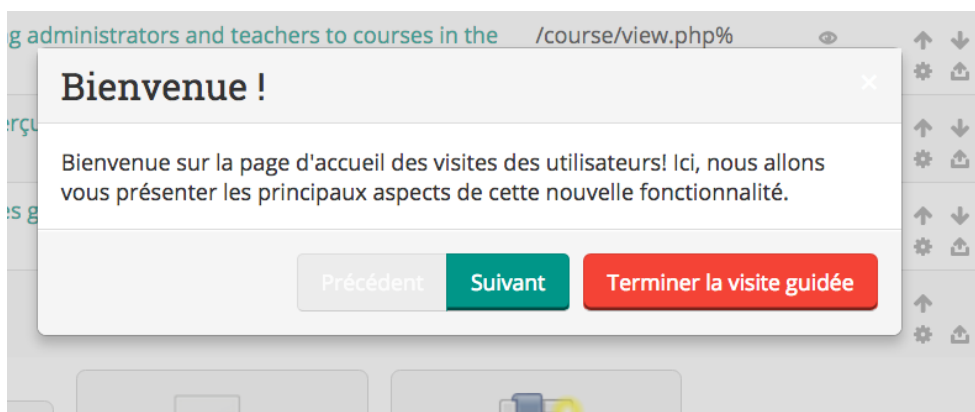 g administrators and teachers to courses in the /course/view.php%
Bienvenue !
Bienvenue sur la page d'accueil des visites des utilisateurs! Ici, nous allons
vous présenter les principaux aspects de cette nouvelle fonctionnalité.
Précédent Suivant Terminer la visite guidée